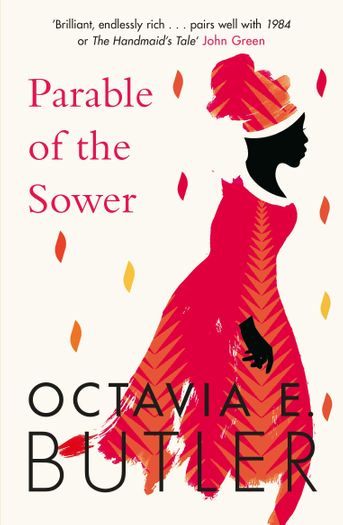 ‘Brilliant, endlessly rich . . . pairs well with 1984
or The Handmaid’s Tale’ John Green
Parable
of the
Sower
OCTAVIA E.
BUTLER